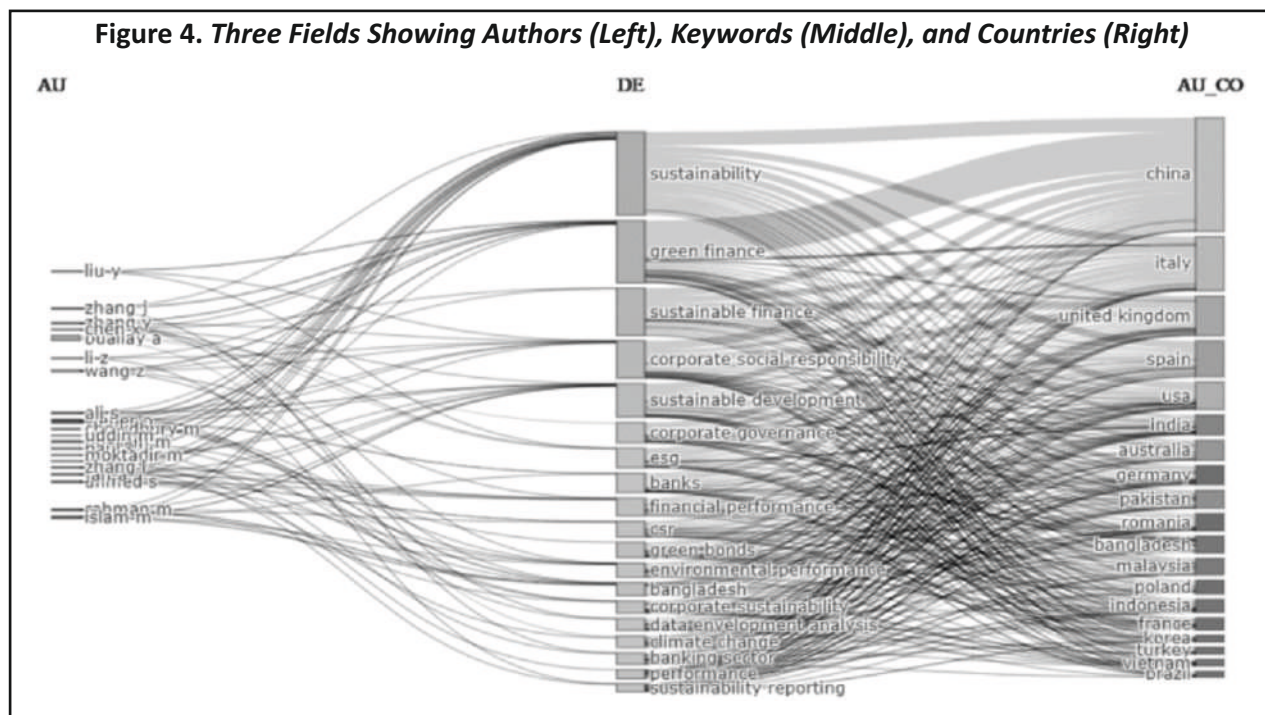 Figure 4. Three Fields Showing Authors (Left), Keywords (Middle), and Countries (Right)
AU
DE
AU_CO
liu-y
zhang-j
zhang-y
buallay a
li-z
wang-z
ali-s
uddin-m
moktadir-m
zhang-l
ahmed-s
rahman-m
islam-m
sustainability
green finance
sustainable finance
corporate social responsibility
sustainable development
corporate governance
esg
banks
financial performance
csr
green bonds
environmental performance
bangladesh
corporate sustainability
data envelopment analysis
climate change
banking sector
performance
sustainability reporting
china
italy
united kingdom
spain
usa
india
australia
germany
pakistan
romania
bangladesh
malaysia
poland
indonesia
france
korea
turkey
vietnam
brazil